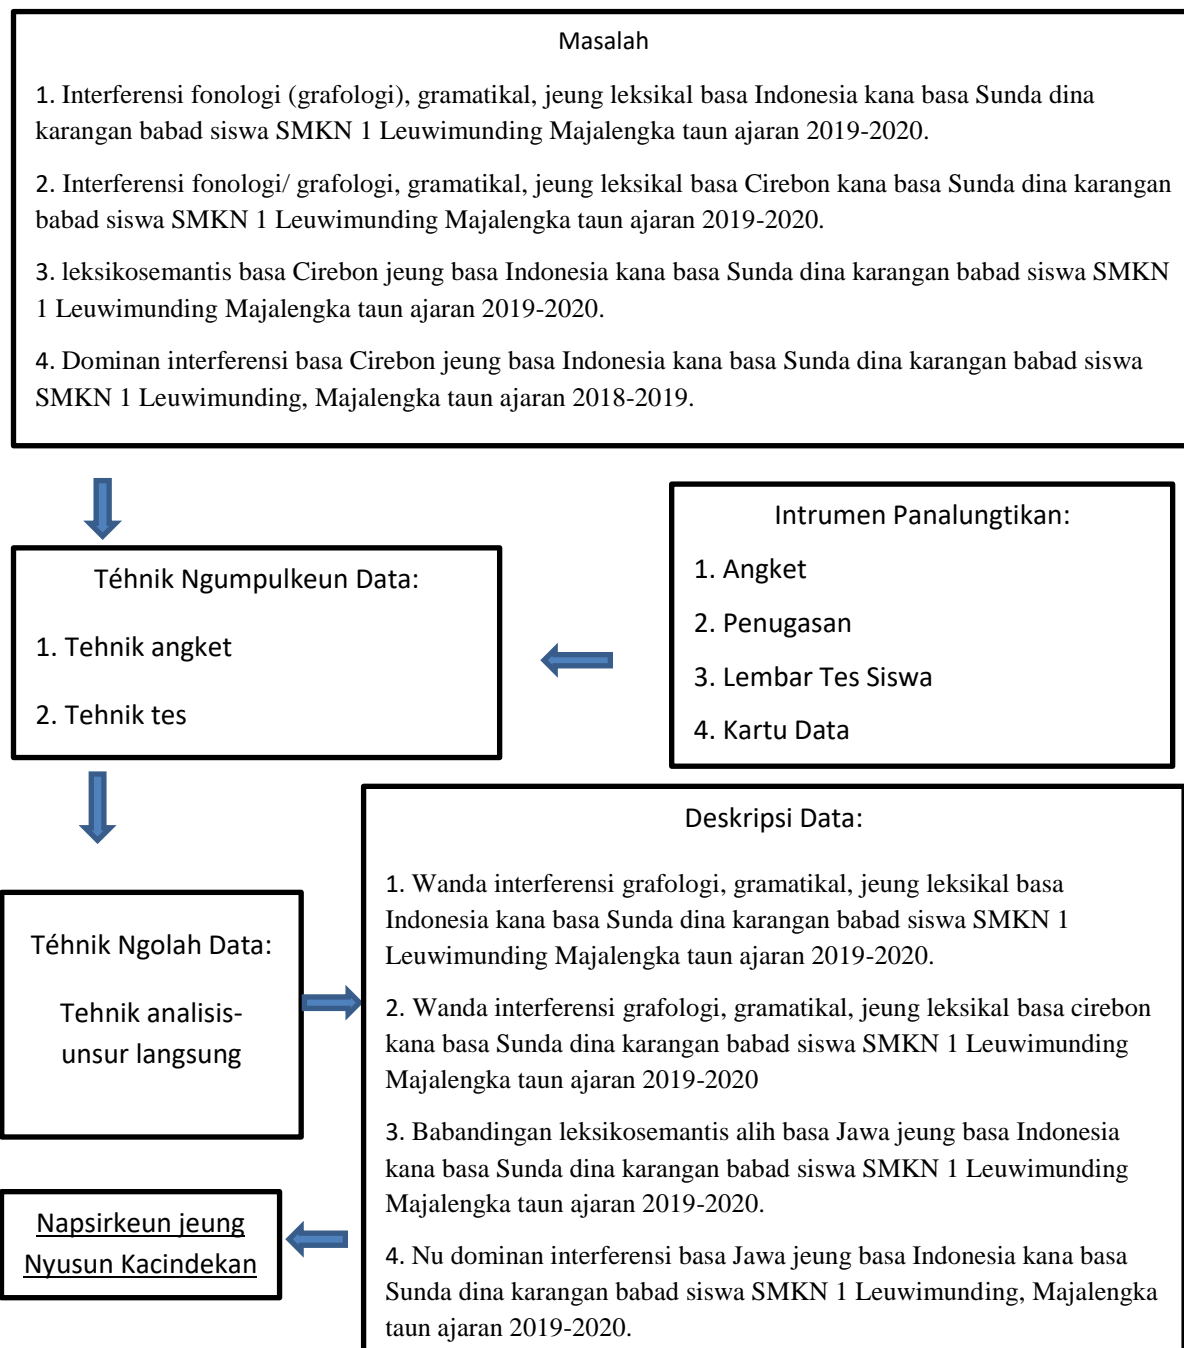 Masalah
1. Interferensi fonologi (grafologi), gramatikal, jeung leksikal basa Indonesia kana basa Sunda dina
karangan babad siswa SMKN 1 Leuwimunding Majalengka taun ajaran 2019-2020.
2. Interferensi fonologi/ grafologi, gramatikal, jeung leksikal basa Cirebon kana basa Sunda dina karangan
babad siswa SMKN 1 Leuwimunding Majalengka taun ajaran 2019-2020.
3. leksikosemantis basa Cirebon jeung basa Indonesia kana basa Sunda dina karangan babad siswa SMKN
1 Leuwimunding Majalengka taun ajaran 2019-2020.
4. Dominan interferensi basa Cirebon jeung basa Indonesia kana basa Sunda dina karangan babad siswa
SMKN 1 Leuwimunding, Majalengka taun ajaran 2018-2019.
Téhnik Ngumpulkeun Data:
1. Tehnik angket
2. Tehnik tes
Intrumen Panalungtikan:
1. Angket
2. Penugasan
3. Lembar Tes Siswa
4. Kartu Data
Téhnik Ngolah Data:
Tehnik analisis-
unsur langsung
Deskripsi Data:
1. Wanda interferensi grafologi, gramatikal, jeung leksikal basa
Indonesia kana basa Sunda dina karangan babad siswa SMKN 1
Leuwimunding Majalengka taun ajaran 2019-2020.
2. Wanda interferensi grafologi, gramatikal, jeung leksikal basa cirebon
kana basa Sunda dina karangan babad siswa SMKN 1 Leuwimunding
Majalengka taun ajaran 2019-2020
3. Babandingan leksikosemantis alih basa Jawa jeung basa Indonesia
kana basa Sunda dina karangan babad siswa SMKN 1 Leuwimunding
Majalengka taun ajaran 2019-2020.
4. Nu dominan interferensi basa Jawa jeung basa Indonesia kana basa
Sunda dina karangan babad siswa SMKN 1 Leuwimunding, Majalengka
taun ajaran 2019-2020.
Napsirkeun jeung
Nyusun Kacindekan